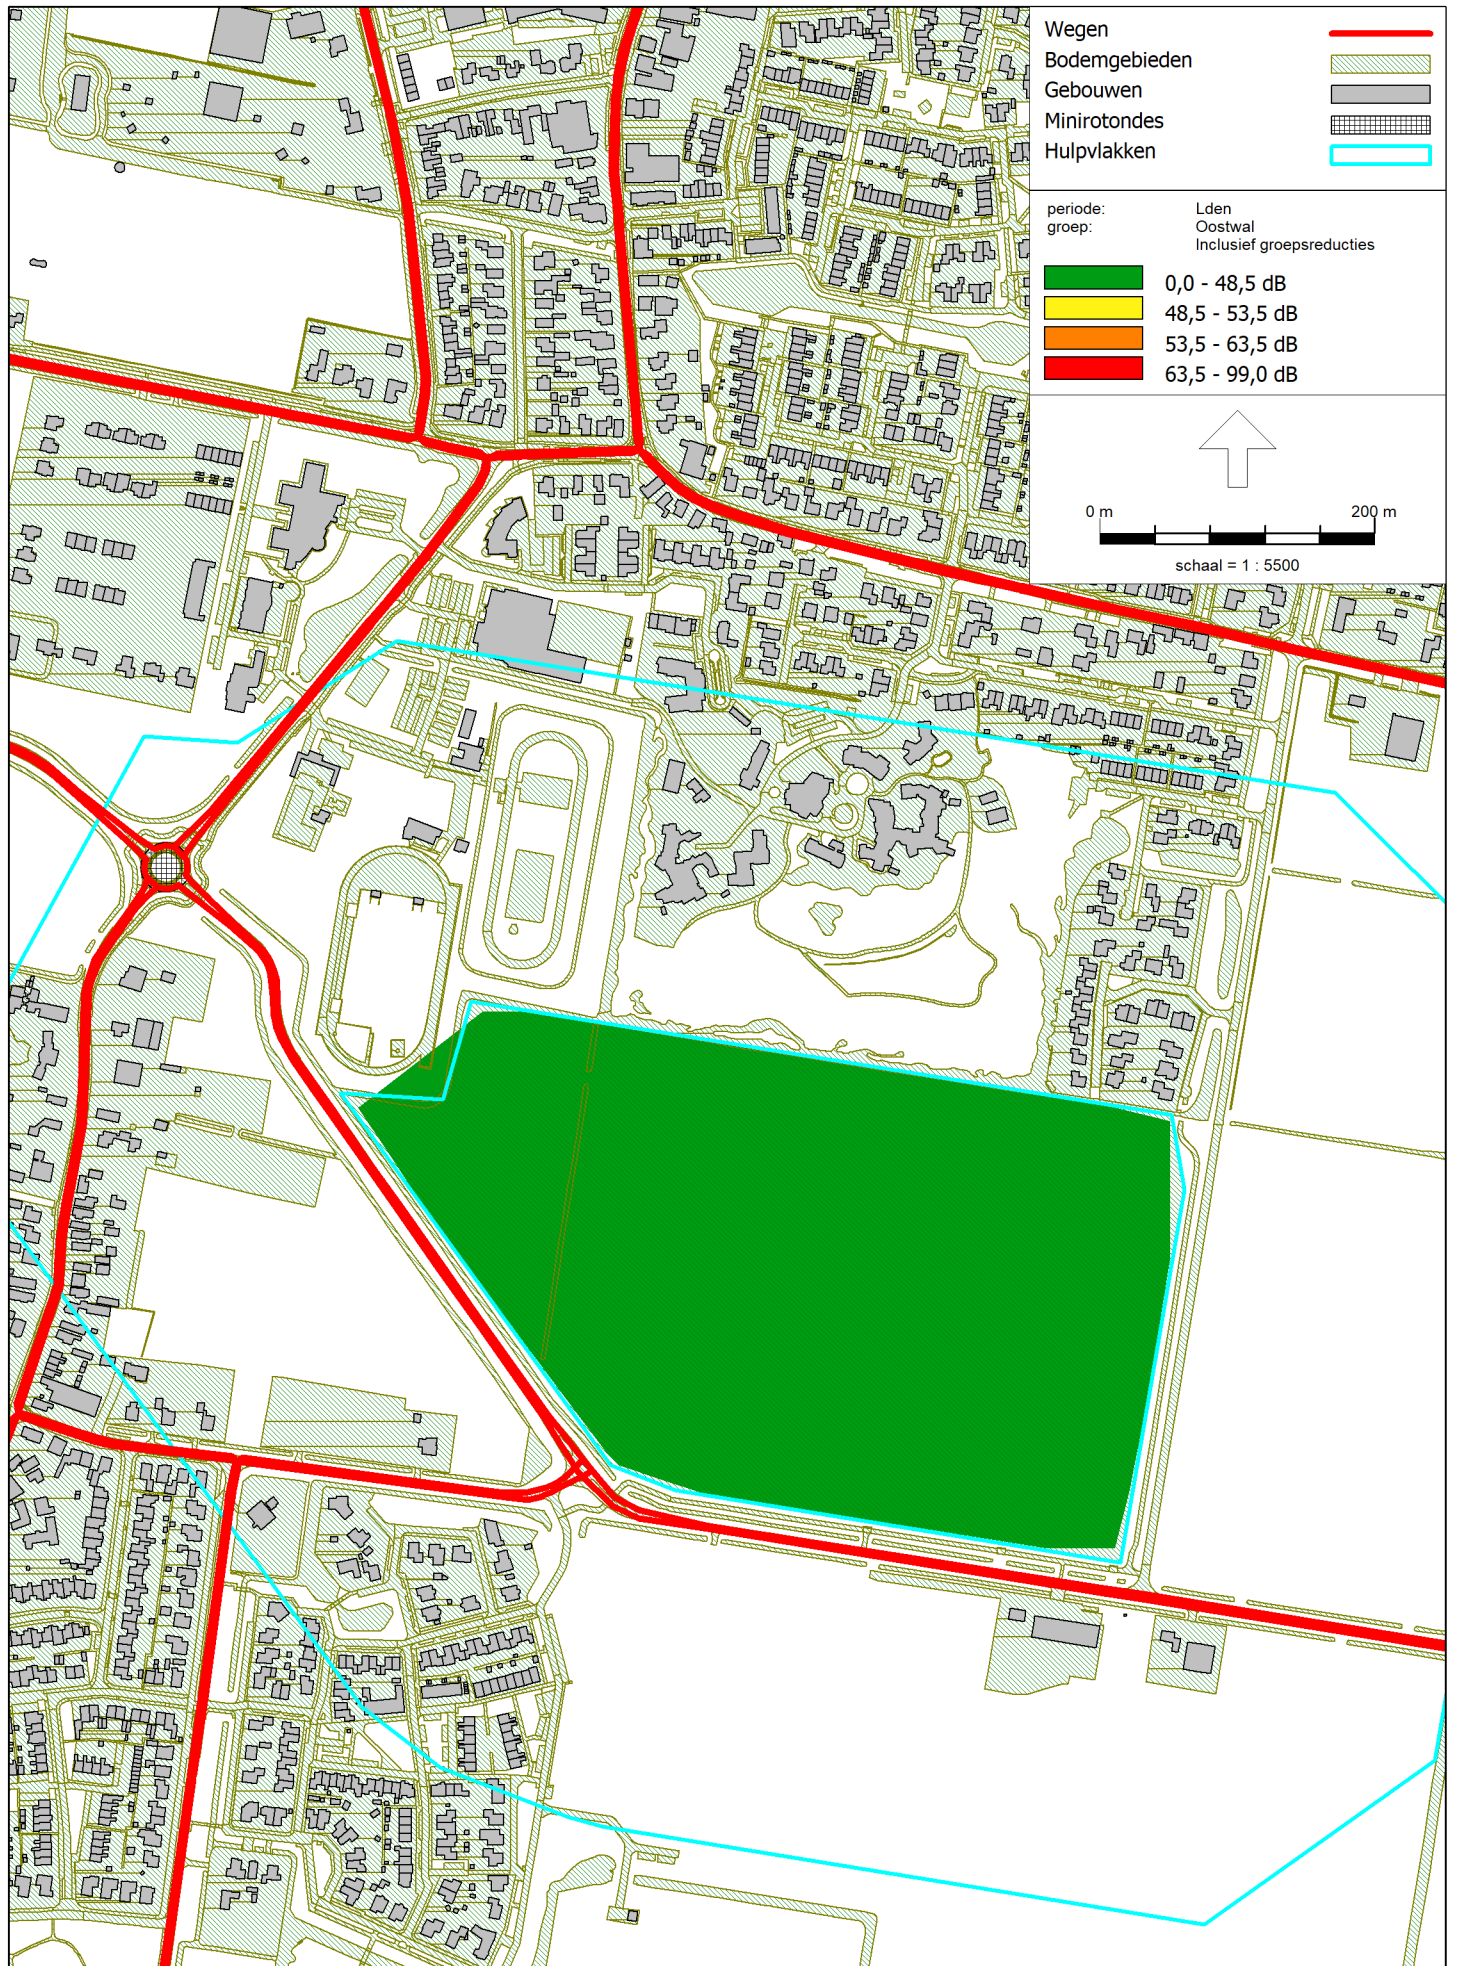 Wegen
Bodemgebieden
Gebouwen
Minirotondes
Hulpvlakken
periode: Lden
groep: Oostwal
Inclusief groepsreducties
0,0 - 48,5 dB
48,5 - 53,5 dB
53,5 - 63,5 dB
63,5 - 99,0 dB
0 m 200 m
schaal = 1 : 5500